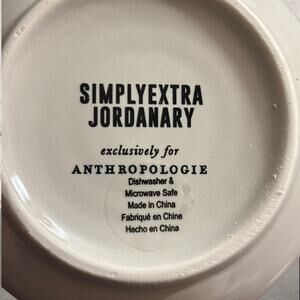 SIMPLYEXTRA
JORDANARY
exclusively for
ANTHROPOLOGIE
Dishwasher &
Microwave Safe
Made in China
Fabriqué en Chine
Hecho en China